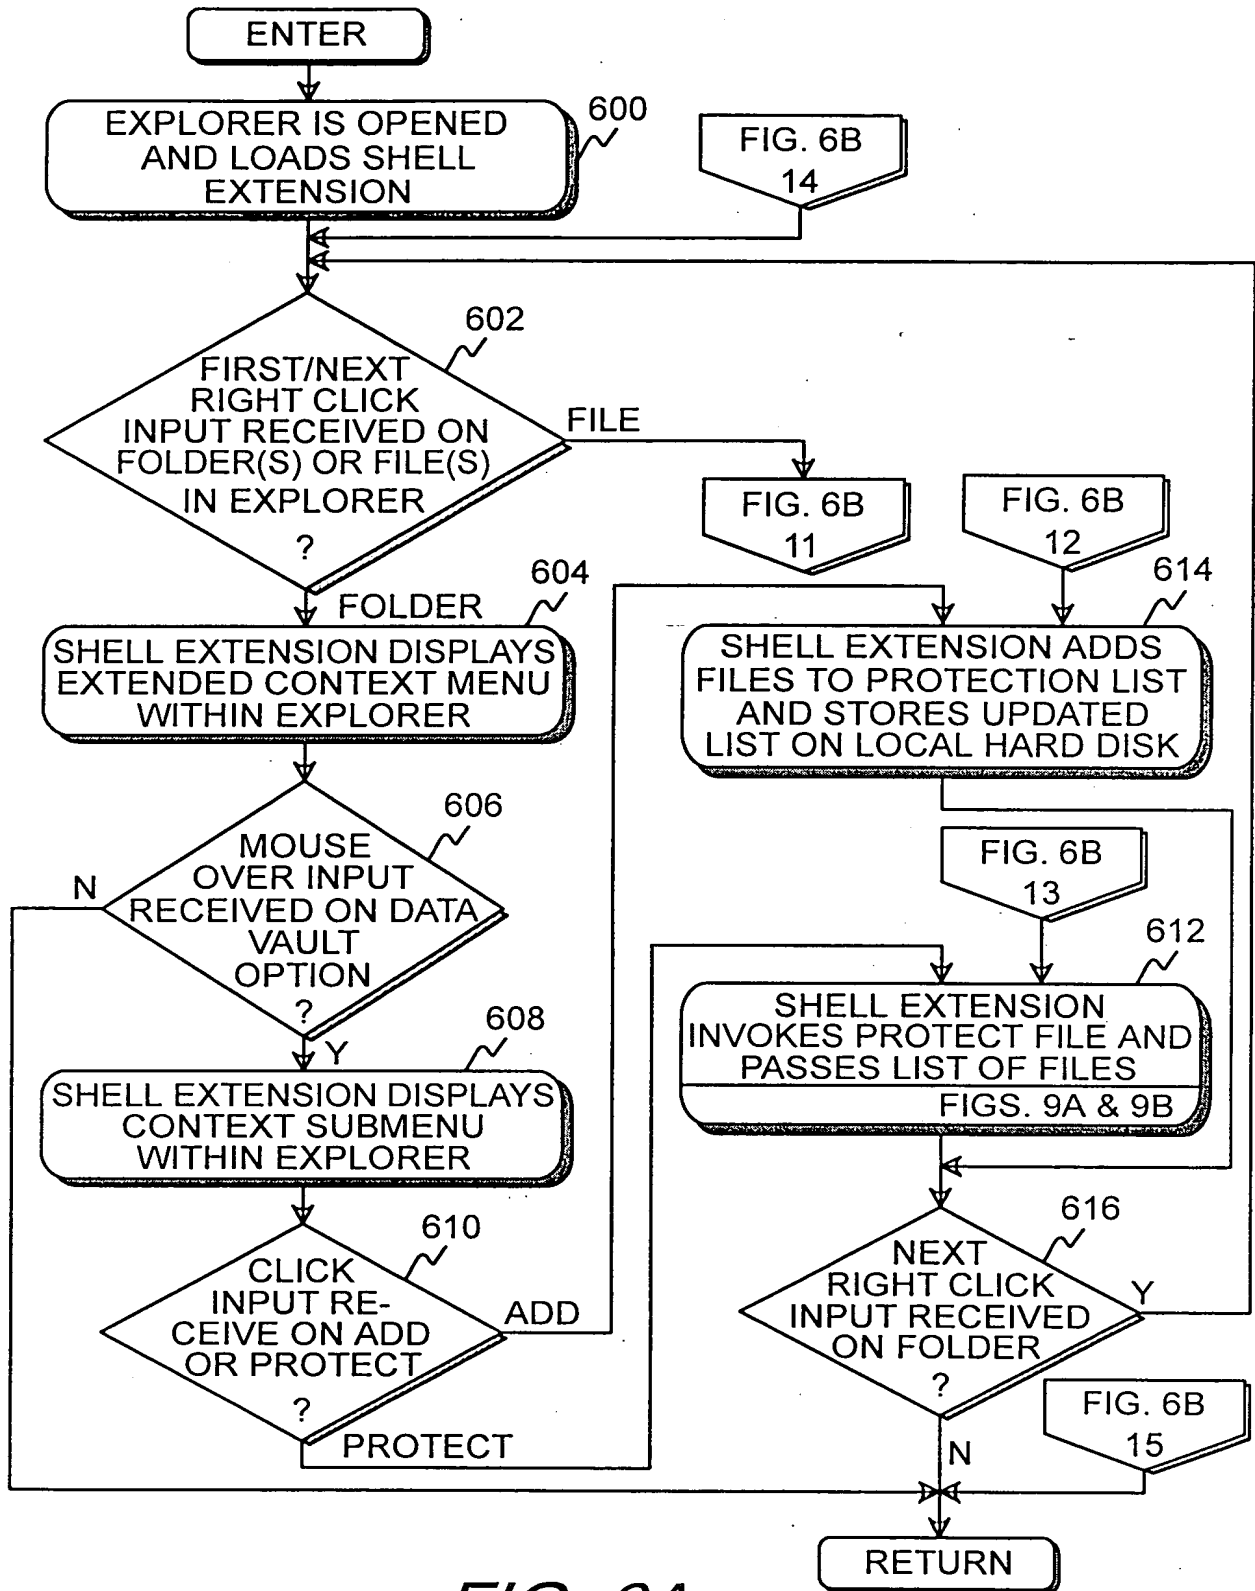 ENTER
EXPLORER IS OPENED
AND LOADS SHELL
EXTENSION
600
FIG. 6B
14
602
FIRST/NEXT
RIGHT CLICK
INPUT RECEIVED ON
FOLDER(S) OR FILE(S)
IN EXPLORER
?
FILE
FIG. 6B
11
FIG. 6B
12
FOLDER
604
SHELL EXTENSION DISPLAYS
EXTENDED CONTEXT MENU
WITHIN EXPLORER
614
SHELL EXTENSION ADDS
FILES TO PROTECTION LIST
AND STORES UPDATED
LIST ON LOCAL HARD DISK
606
MOUSE
OVER INPUT
RECEIVED ON DATA
VAULT
OPTION
?
N
Y
FIG. 6B
13
612
SHELL EXTENSION
INVOKES PROTECT FILE AND
PASSES LIST OF FILES
FIGS. 9A & 9B
608
SHELL EXTENSION DISPLAYS
CONTEXT SUBMENU
WITHIN EXPLORER
610
CLICK
INPUT RE-
CEIVE ON ADD
OR PROTECT
?
ADD
PROTECT
616
NEXT
RIGHT CLICK
INPUT RECEIVED
ON FOLDER
?
Y
N
FIG. 6B
15
RETURN
FIG. 6A